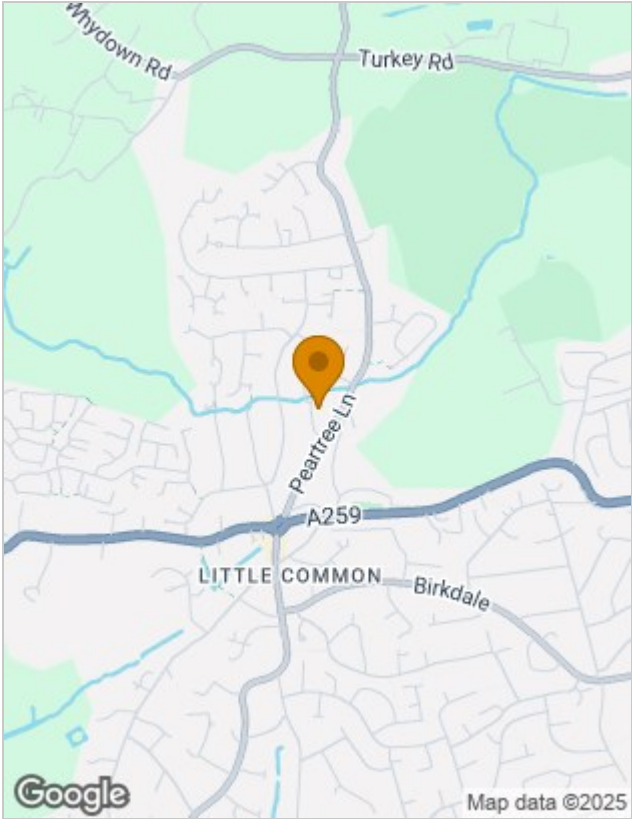 Whydown Rd
Turkey Rd
Peartree Ln
A259
LITTLE COMMON
Birkdale
Google
Map data ©2025